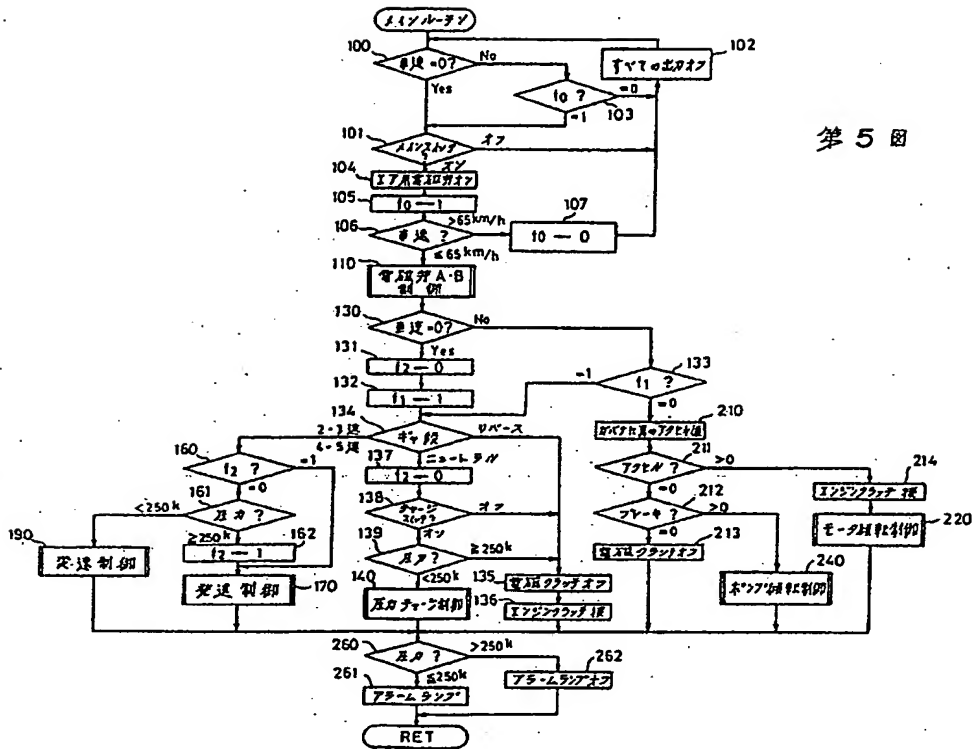 メインルーチン
100
車速=0?
No
102
すべての出力オフ
Yes
f0 ?
=0
103
=1
第5図
101
メインスイッチ?
オフ
オン
104
エア用電磁弁オン
105
f0 ― 1
106
車速 ?
>65km/h
107
f0 ― 0
≤65km/h
110
電磁弁A・B
制御
130
車速=0?
No
Yes
131
f2 ― 0
132
f1 ― 1
=1
f1 ?
133
=0
134
ギヤ段
2・3速
4・5速
リバース
ニュートラル
210
160
f2 ?
=1
=0
137
f2 ― 0
211
アクセル ?
>0
=0
214
161
圧力 ?
<250k
≥250k
138
チャージ
スイッチ?
オフ
オン
212
ブレーキ ?
>0
=0
エンジンクラッチ接
190
162
f2 ― 1
139
圧力 ?
≥250k
<250k
213
電磁クラッチオフ
220
モータ
制御
発進制御
170
140
圧力チャージ制御
135
電磁クラッチオフ
136
エンジンクラッチ接
240
ポンプ
制御
260
圧力 ?
>250k
≦250k
262
アラームランプオフ
261
アラームランプ
RET